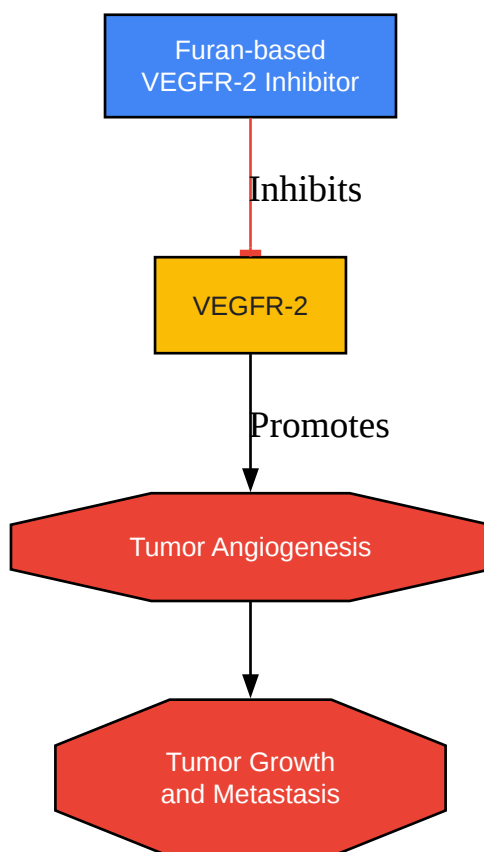 Furan-based
VEGFR-2 Inhibitor
Inhibits
VEGFR-2
Promotes
Tumor Angiogenesis
Tumor Growth
and Metastasis